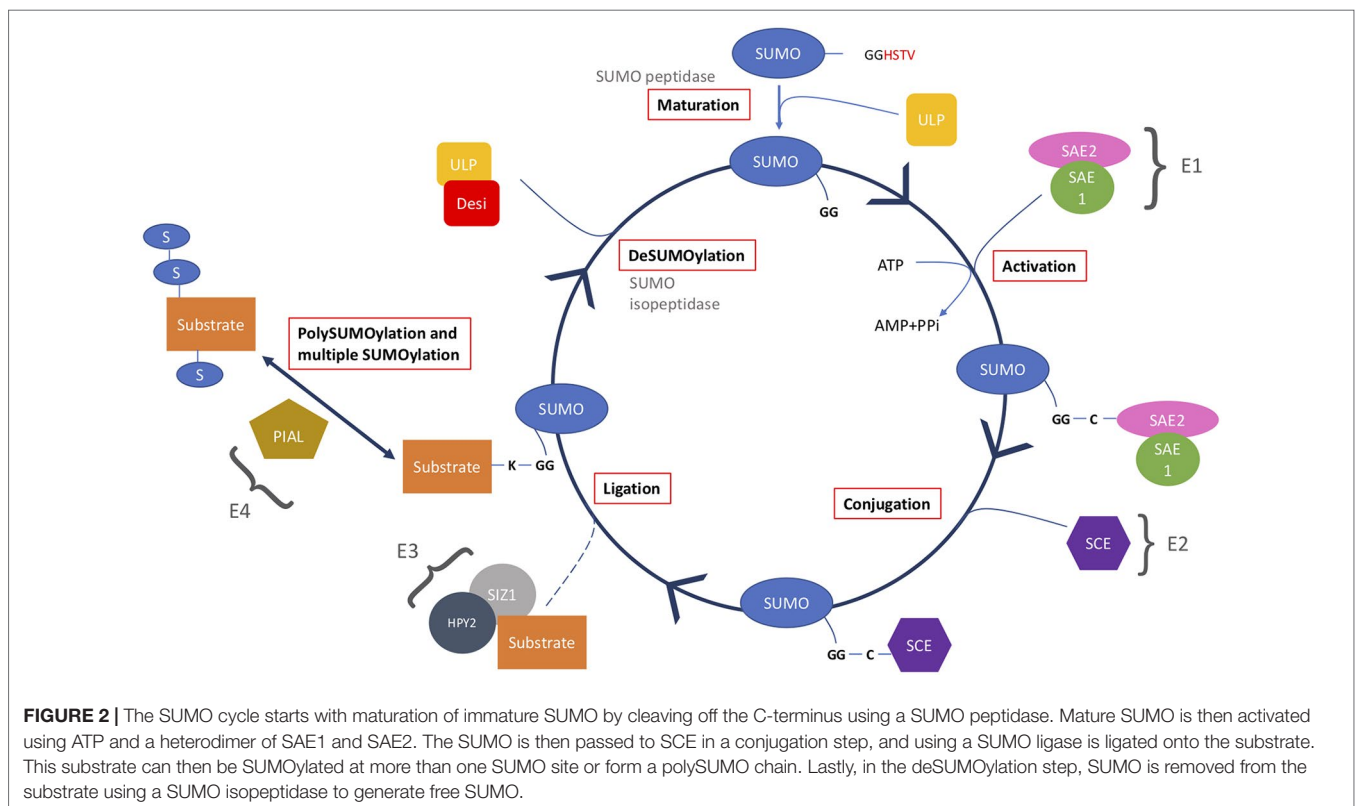 SUMO
GGHSTV
SUMO peptidase
Maturation
ULP
SUMO
GG
SAE2
SAE
1
E1
ULP
Desi
DeSUMOylation
SUMO
isopeptidase
ATP
Activation
AMP+PPi
S
S
Substrate
S
PolySUMOylation and
multiple SUMOylation
SUMO
GG
C
SAE2
SAE
1
SUMO
PIAL
E4
Substrate
K
GG
Ligation
Conjugation
SCE
E2
E3
SIZ1
HPY2
Substrate
SUMO
GG
C
SCE
FIGURE 2 | The SUMO cycle starts with maturation of immature SUMO by cleaving off the C-terminus using a SUMO peptidase. Mature SUMO is then activated
using ATP and a heterodimer of SAE1 and SAE2. The SUMO is then passed to SCE in a conjugation step, and using a SUMO ligase is ligated onto the substrate.
This substrate can then be SUMOylated at more than one SUMO site or form a polySUMO chain. Lastly, in the deSUMOylation step, SUMO is removed from the
substrate using a SUMO isopeptidase to generate free SUMO.